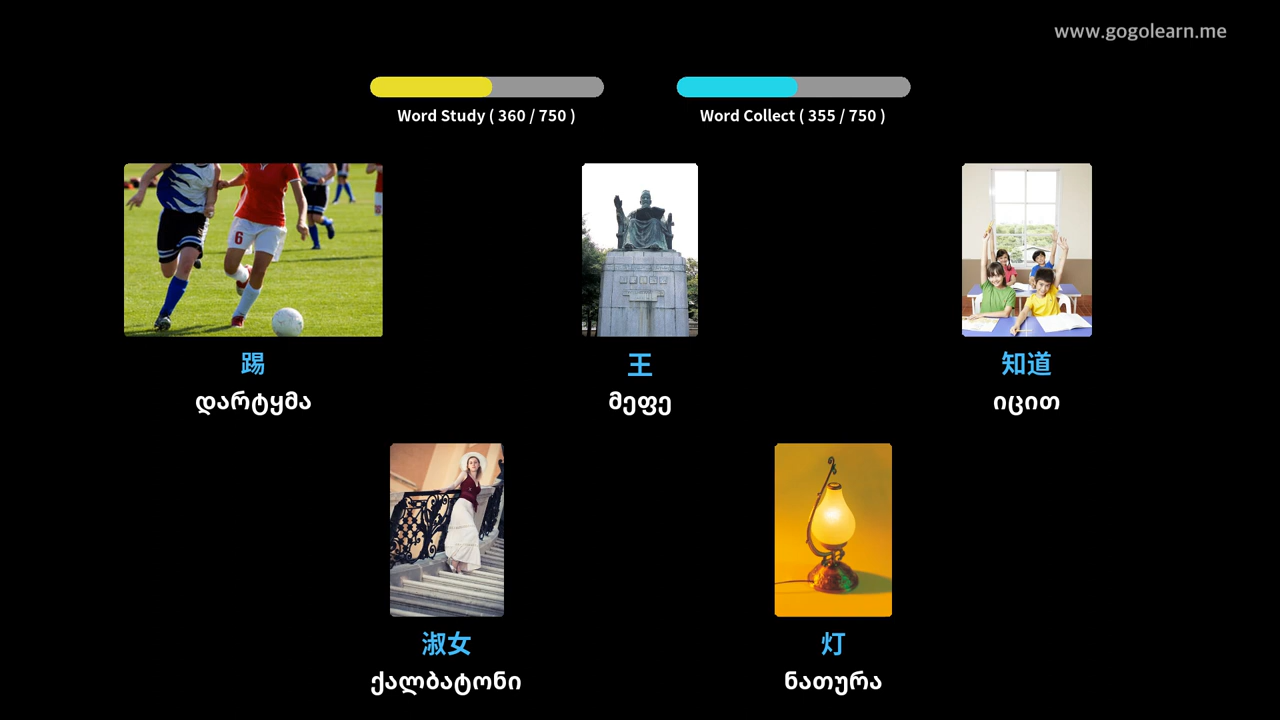 www.gogolearn.me
Word Study ( 360 / 750 )
Word Collect ( 355 / 750 )
踢
王
知道
დარტყმა
მეფე
იცით
淑女
灯
ქალბატონი
ნათურა